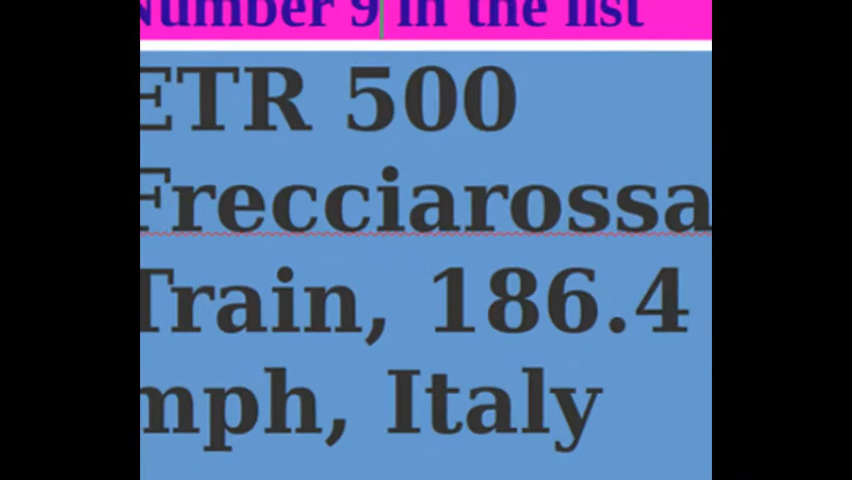 Number 9 in the list
ETR 500
Frecciarossa
Train, 186.4
mph, Italy